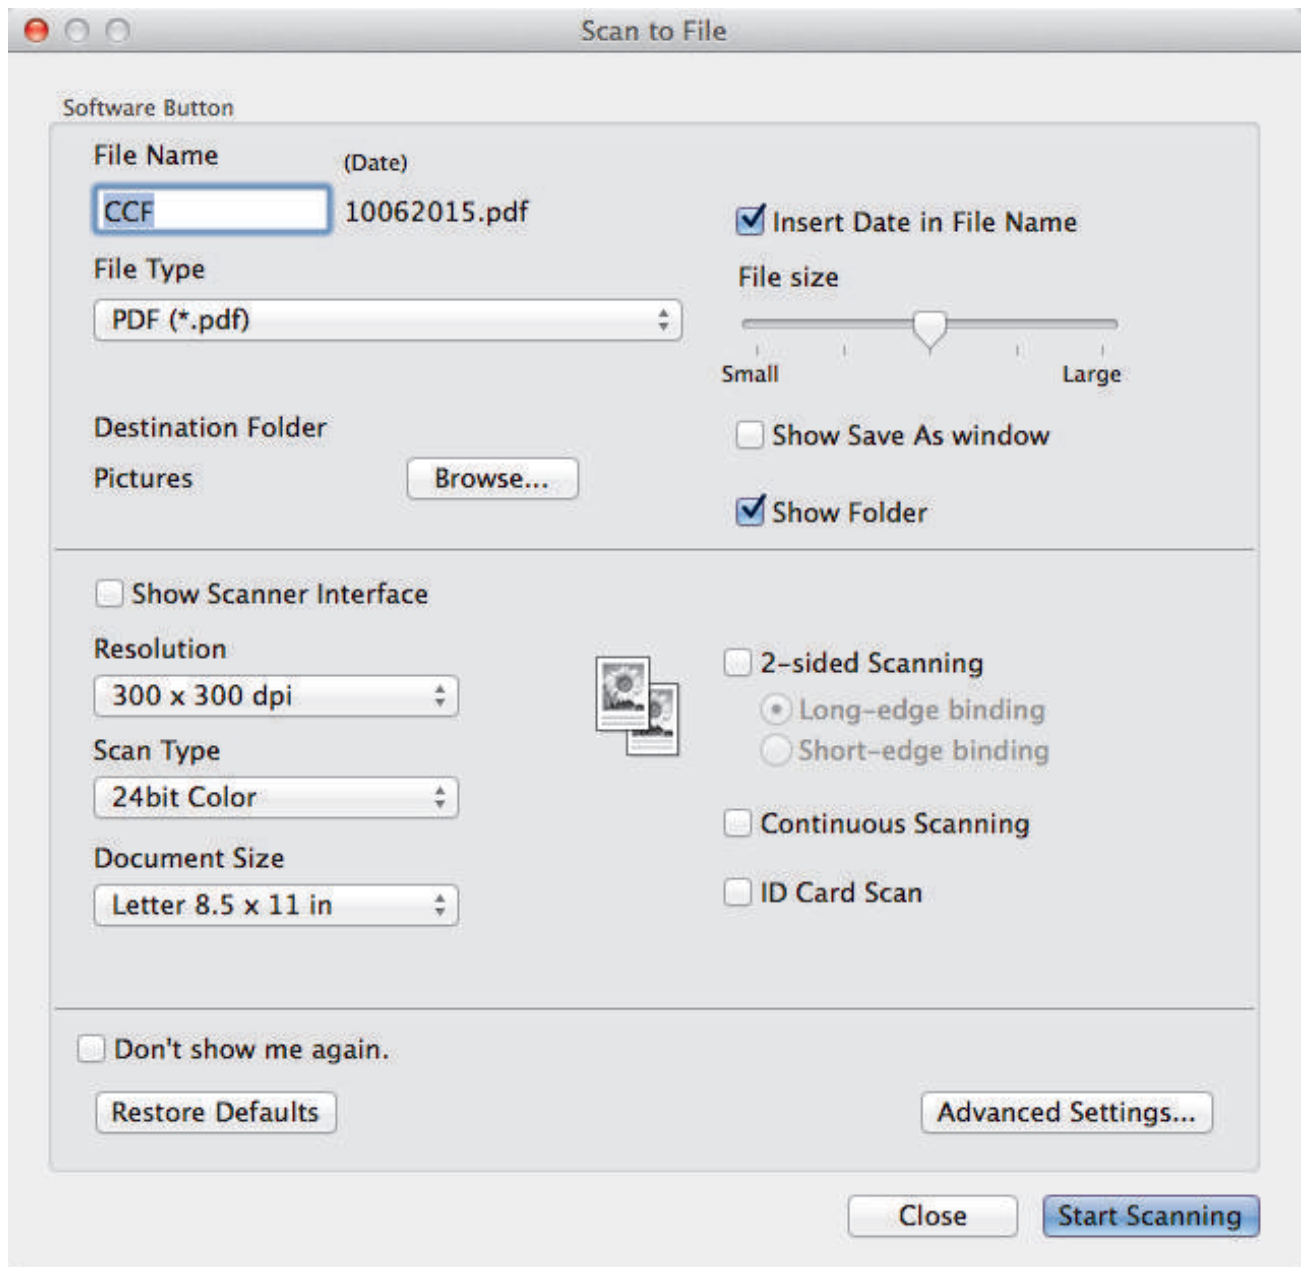 Scan to File
Software Button
File Name (Date)
CCF 10062015.pdf
Insert Date in File Name
File Type
File size
PDF (*.pdf)
Small Large
Destination Folder
Show Save As window
Pictures Browse...
Show Folder
Show Scanner Interface
Resolution
2-sided Scanning
300 x 300 dpi
Long-edge binding
Scan Type
Short-edge binding
24bit Color
Continuous Scanning
Document Size
ID Card Scan
Letter 8.5 x 11 in
Don't show me again.
Restore Defaults Advanced Settings...
Close Start Scanning